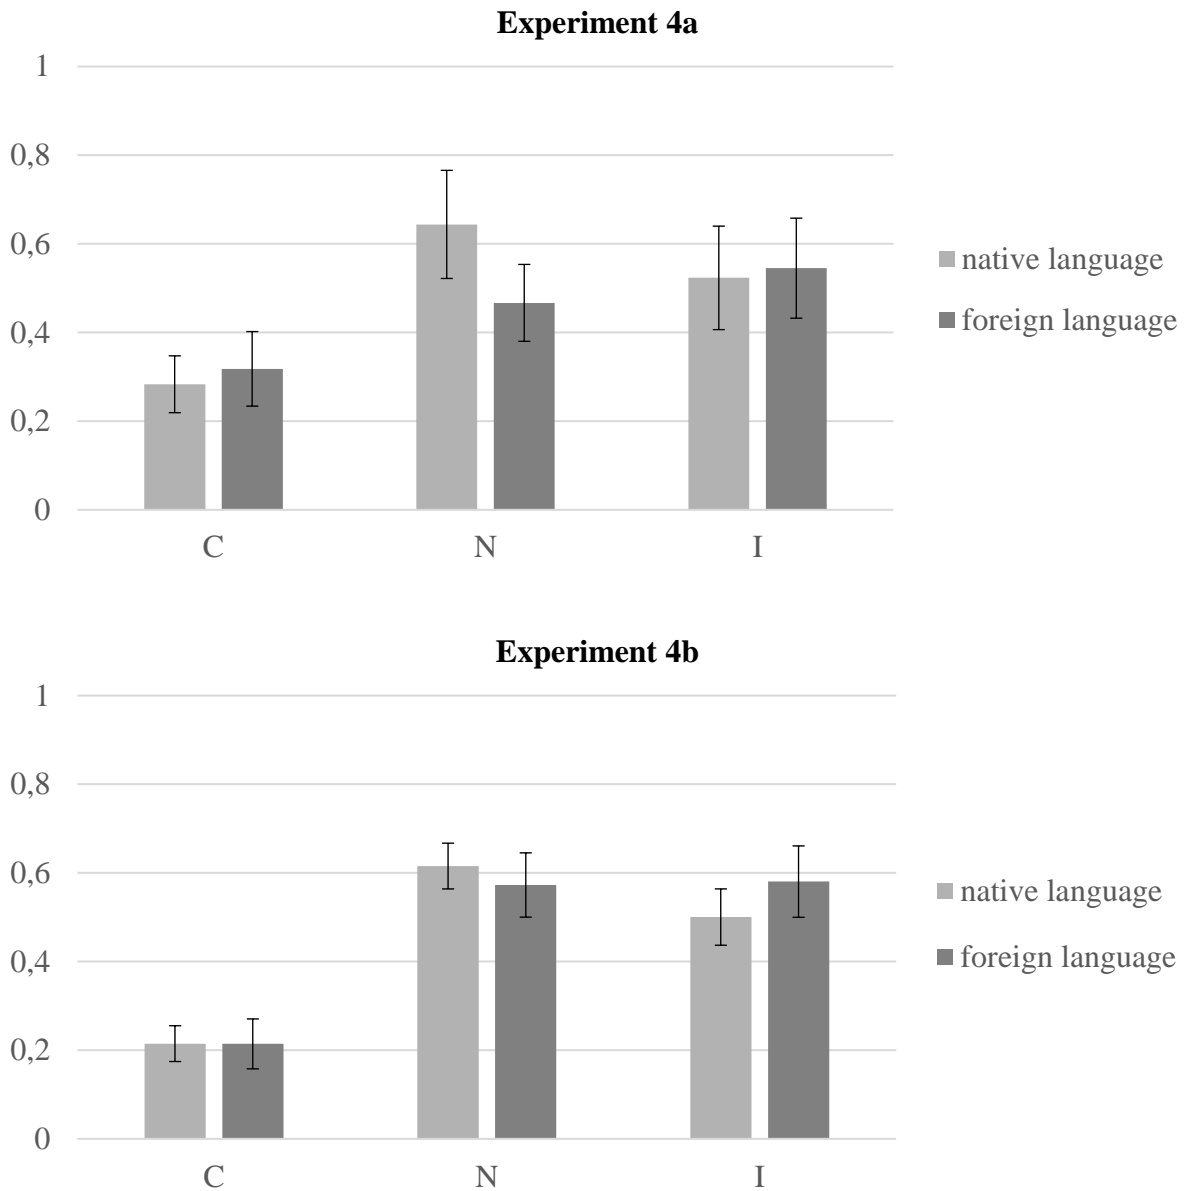 Experiment 4a
1
0,8
0,6
0,4
0,2
0
C N I
native language
foreign language
Experiment 4b
1
0,8
0,6
0,4
0,2
0
C N I
native language
foreign language